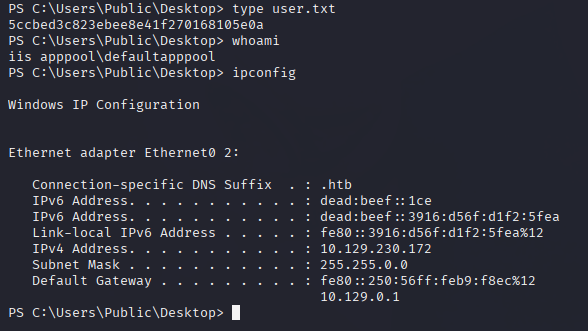 PS C:\Users\Public\Desktop> type user.txt
5ccbed3c823ebee8e41f270168105e0a
PS C:\Users\Public\Desktop> whoami
iis apppool\defaultapppool
PS C:\Users\Public\Desktop> ipconfig
Windows IP Configuration
Ethernet adapter Ethernet0 2:
Connection-specific DNS Suffix  . : .htb
IPv6 Address. . . . . . . . . . . : dead:beef::1ce
IPv6 Address. . . . . . . . . . . : dead:beef::3916:d56f:d1f2:5fea
Link-local IPv6 Address . . . . . : fe80::3916:d56f:d1f2:5fea%12
IPv4 Address. . . . . . . . . . . : 10.129.230.172
Subnet Mask . . . . . . . . . . . : 255.255.0.0
Default Gateway . . . . . . . . . : fe80::250:56ff:feb9:f8ec%12
10.129.0.1
PS C:\Users\Public\Desktop>